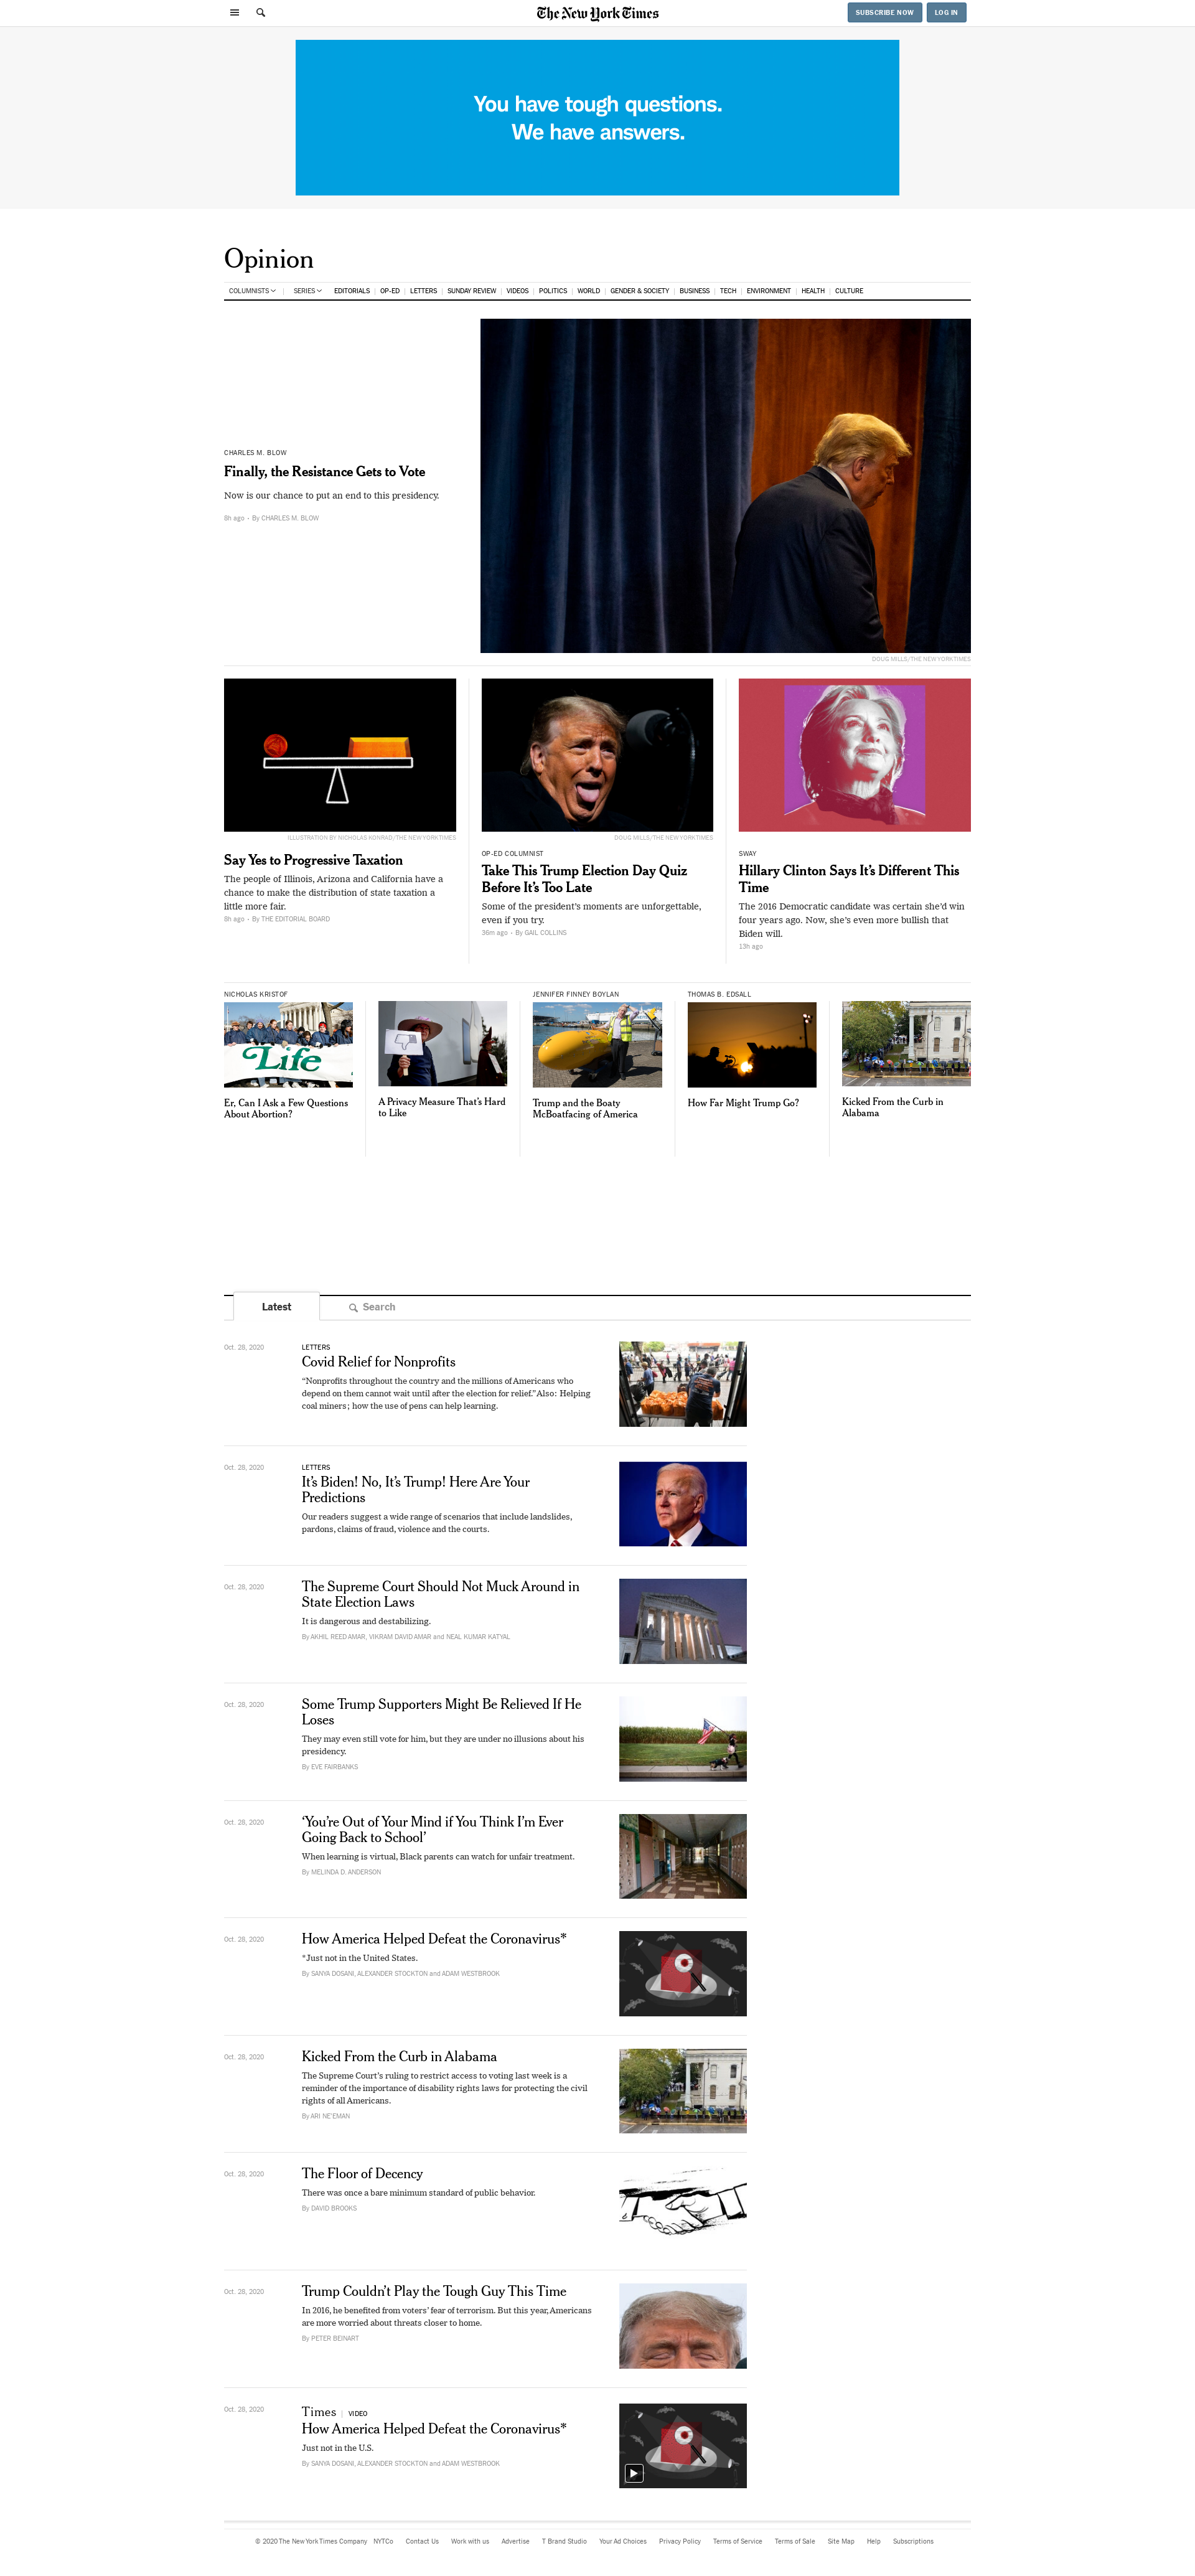 The New York Times
SUBSCRIBE NOW
LOG IN
You have tough questions.
We have answers.
Opinion
COLUMNISTS
SERIES
EDITORIALS
OP-ED
LETTERS
SUNDAY REVIEW
VIDEOS
POLITICS
WORLD
GENDER & SOCIETY
BUSINESS
TECH
ENVIRONMENT
HEALTH
CULTURE
CHARLES M. BLOW
Finally, the Resistance Gets to Vote
Now is our chance to put an end to this presidency.
8h ago • By CHARLES M. BLOW
DOUG MILLS/THE NEW YORK TIMES
ILLUSTRATION BY NICHOLAS KONRAD/THE NEW YORK TIMES
Say Yes to Progressive Taxation
The people of Illinois, Arizona and California have a
chance to make the distribution of state taxation a
little more fair.
8h ago • By THE EDITORIAL BOARD
DOUG MILLS/THE NEW YORK TIMES
OP-ED COLUMNIST
Take This Trump Election Day Quiz
Before It’s Too Late
Some of the president’s moments are unforgettable,
even if you try.
36m ago • By GAIL COLLINS
SWAY
Hillary Clinton Says It’s Different This
Time
The 2016 Democratic candidate was certain she’d win
four years ago. Now, she’s even more bullish that
Biden will.
13h ago
NICHOLAS KRISTOF
Life
Er, Can I Ask a Few Questions
About Abortion?
A Privacy Measure That’s Hard
to Like
JENNIFER FINNEY BOYLAN
Trump and the Boaty
McBoatfacing of America
THOMAS B. EDSALL
How Far Might Trump Go?
Kicked From the Curb in
Alabama
Latest
Search
Oct. 28, 2020
LETTERS
Covid Relief for Nonprofits
“Nonprofits throughout the country and the millions of Americans who
depend on them cannot wait until after the election for relief.” Also: Helping
coal miners; how the use of pens can help learning.
Oct. 28, 2020
LETTERS
It’s Biden! No, It’s Trump! Here Are Your
Predictions
Our readers suggest a wide range of scenarios that include landslides,
pardons, claims of fraud, violence and the courts.
Oct. 28, 2020
The Supreme Court Should Not Muck Around in
State Election Laws
It is dangerous and destabilizing.
By AKHIL REED AMAR, VIKRAM DAVID AMAR and NEAL KUMAR KATYAL
Oct. 28, 2020
Some Trump Supporters Might Be Relieved If He
Loses
They may even still vote for him, but they are under no illusions about his
presidency.
By EVE FAIRBANKS
Oct. 28, 2020
‘You’re Out of Your Mind if You Think I’m Ever
Going Back to School’
When learning is virtual, Black parents can watch for unfair treatment.
By MELINDA D. ANDERSON
Oct. 28, 2020
How America Helped Defeat the Coronavirus*
*Just not in the United States.
By SANYA DOSANI, ALEXANDER STOCKTON and ADAM WESTBROOK
Oct. 28, 2020
Kicked From the Curb in Alabama
The Supreme Court’s ruling to restrict access to voting last week is a
reminder of the importance of disability rights laws for protecting the civil
rights of all Americans.
By ARI NE’EMAN
Oct. 28, 2020
The Floor of Decency
There was once a bare minimum standard of public behavior.
By DAVID BROOKS
Oct. 28, 2020
Trump Couldn’t Play the Tough Guy This Time
In 2016, he benefited from voters’ fear of terrorism. But this year, Americans
are more worried about threats closer to home.
By PETER BEINART
Oct. 28, 2020
Times | VIDEO
How America Helped Defeat the Coronavirus*
Just not in the U.S.
By SANYA DOSANI, ALEXANDER STOCKTON and ADAM WESTBROOK
© 2020 The New York Times Company
NYTCo
Contact Us
Work with us
Advertise
T Brand Studio
Your Ad Choices
Privacy Policy
Terms of Service
Terms of Sale
Site Map
Help
Subscriptions